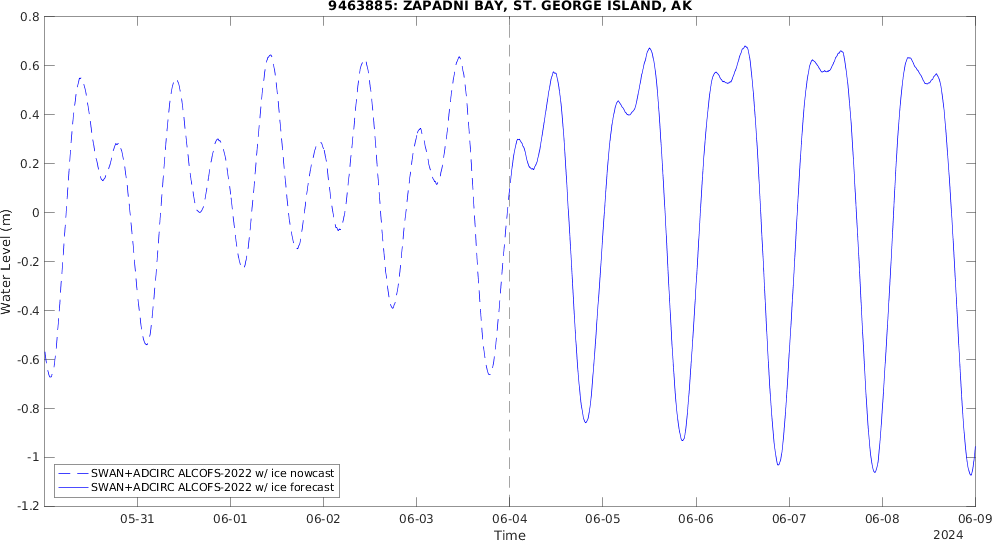 9463885: ZAPADNI BAY, ST. GEORGE ISLAND, AK
0.8
0.6
0.4
0.2
0
-0.2
-0.4
-0.6
-0.8
-1
-1.2
Water Level (m)
SWAN+ADCIRC ALCOFS-2022 w/ ice nowcast
SWAN+ADCIRC ALCOFS-2022 w/ ice forecast
05-31 06-01 06-02 06-03 06-04 06-05 06-06 06-07 06-08 06-09
Time
2024